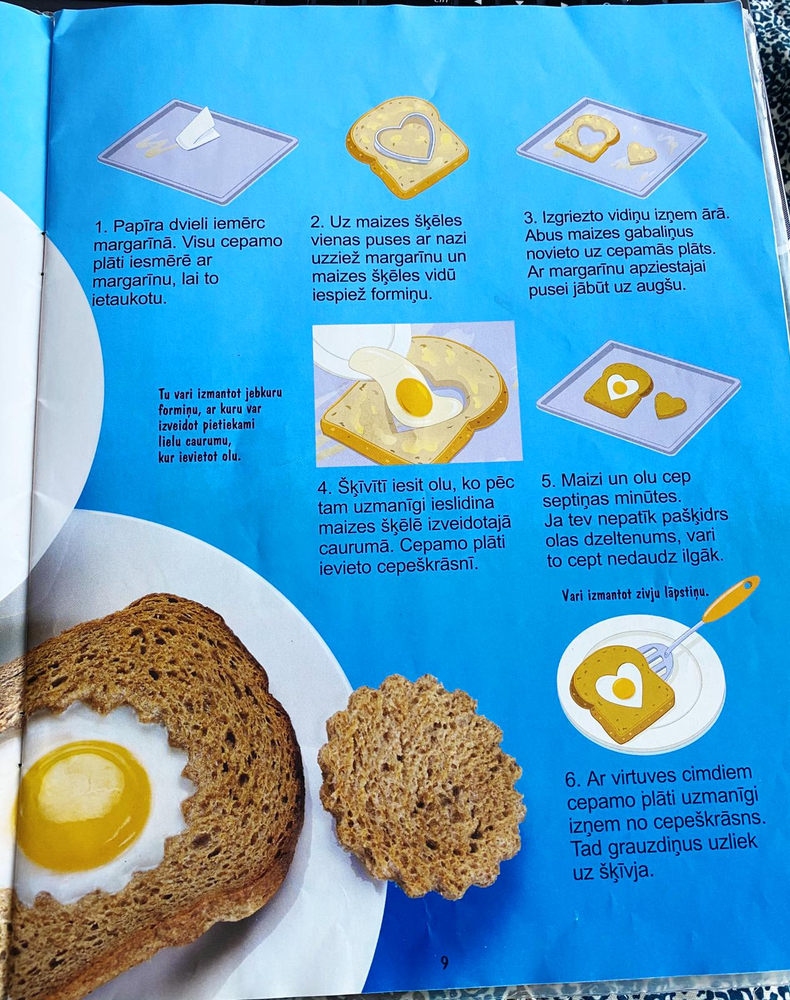 1. Papīra dvieli iemērc
margarīnā. Visu cepamo
plāti iesmērē ar
margarīnu, lai to
ietaukotu.
2. Uz maizes šķēles
vienas puses ar nazi
uzziež margarīnu un
maizes šķēles vidū
iespiež formiņu.
3. Izgriezto vidiņu izņem ārā.
Abus maizes gabaliņus
novieto uz cepamās plāts.
Ar margarīnu apziestajai
pusei jābūt uz augšu.
Tu vari izmantot jebkuru
formiņu, ar kuru var
izveidot pietiekami
lielu caurumu,
kur ievietot olu.
4. Šķīvītī iesit olu, ko pēc
tam uzmanīgi ieslidina
maizes šķēlē izveidotajā
caurumā. Cepamo plāti
ievieto cepeškrāsnī.
5. Maizi un olu cep
septiņas minūtes.
Ja tev nepatīk pašķidrs
olas dzeltenums, vari
to cept nedaudz ilgāk.
Vari izmantot zivju lāpstiņu.
6. Ar virtuves cimdiem
cepamo plāti uzmanīgi
izņem no cepeškrāsns.
Tad grauzdiņus uzliek
uz šķīvja.
9